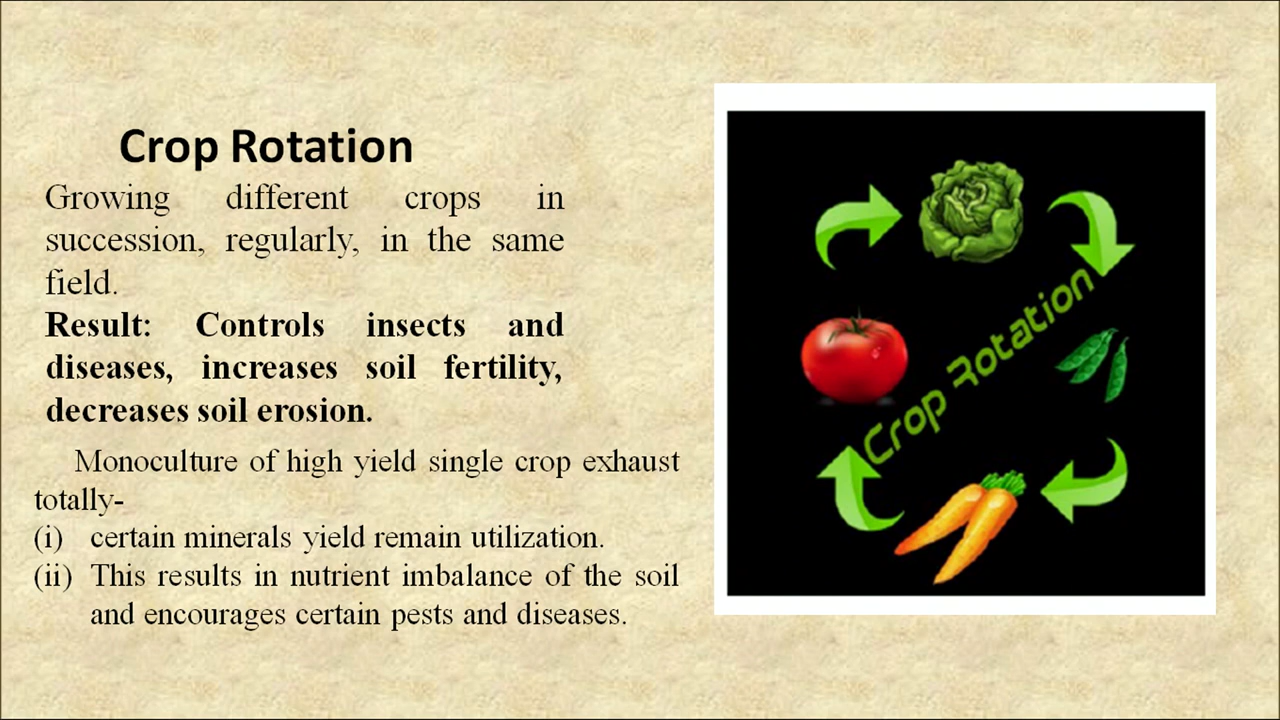 Crop Rotation
Growing different crops in
succession, regularly, in the same
field.
Result: Controls insects and
diseases, increases soil fertility,
decreases soil erosion.
Monoculture of high yield single crop exhaust
totally-
(i) certain minerals yield remain utilization.
(ii) This results in nutrient imbalance of the soil
and encourages certain pests and diseases.
Crop Rotation